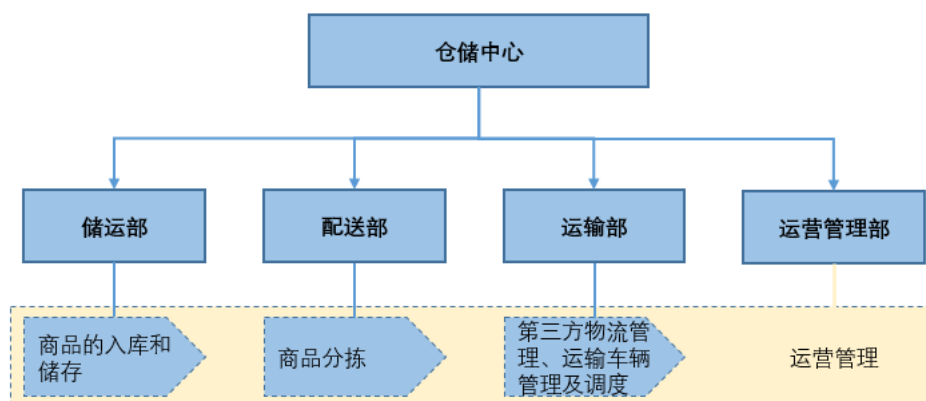 仓储中心
储运部
配送部
运输部
运营管理部
商品的入库和
储存
商品分拣
第三方物流管
理、运输车辆
管理及调度
运营管理